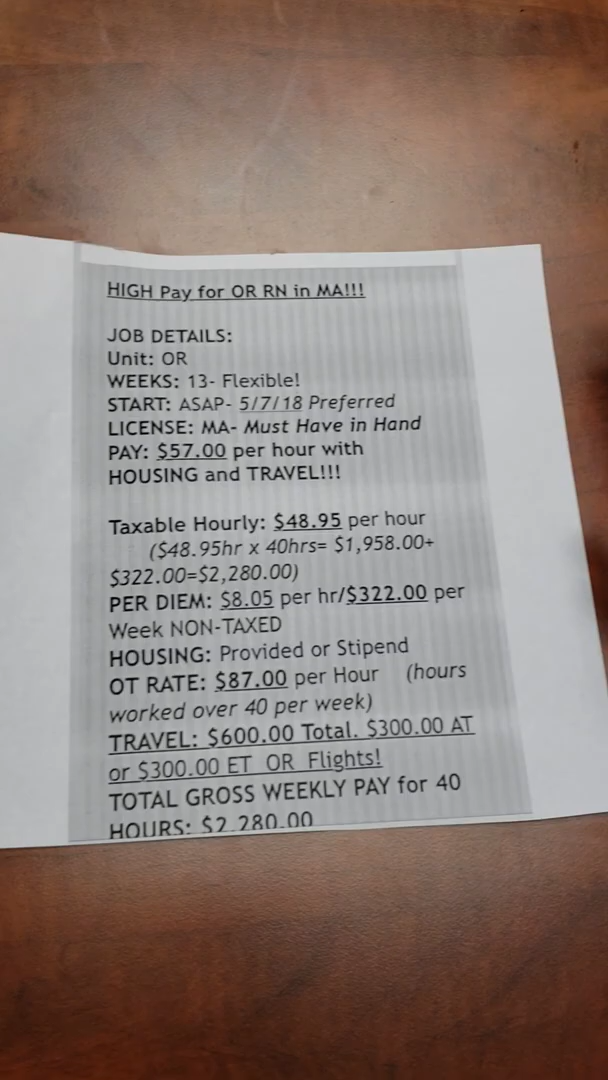 HIGH Pay for OR RN in MA!!!
JOB DETAILS:
Unit: OR
WEEKS: 13- Flexible!
START: ASAP- 5/7/18 Preferred
LICENSE: MA- Must Have in Hand
PAY: $57.00 per hour with
HOUSING and TRAVEL!!!
Taxable Hourly: $48.95 per hour
($48.95hr x 40hrs= $1,958.00+
$322.00=$2,280.00)
PER DIEM: $8.05 per hr/$322.00 per
Week NON-TAXED
HOUSING: Provided or Stipend
OT RATE: $87.00 per Hour (hours
worked over 40 per week)
TRAVEL: $600.00 Total. $300.00 AT
or $300.00 ET OR Flights!
TOTAL GROSS WEEKLY PAY for 40
HOURS: $2,280.00